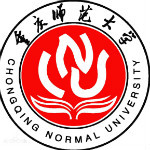 重庆师范大学
CHONGQING NORMAL UNIVERSITY